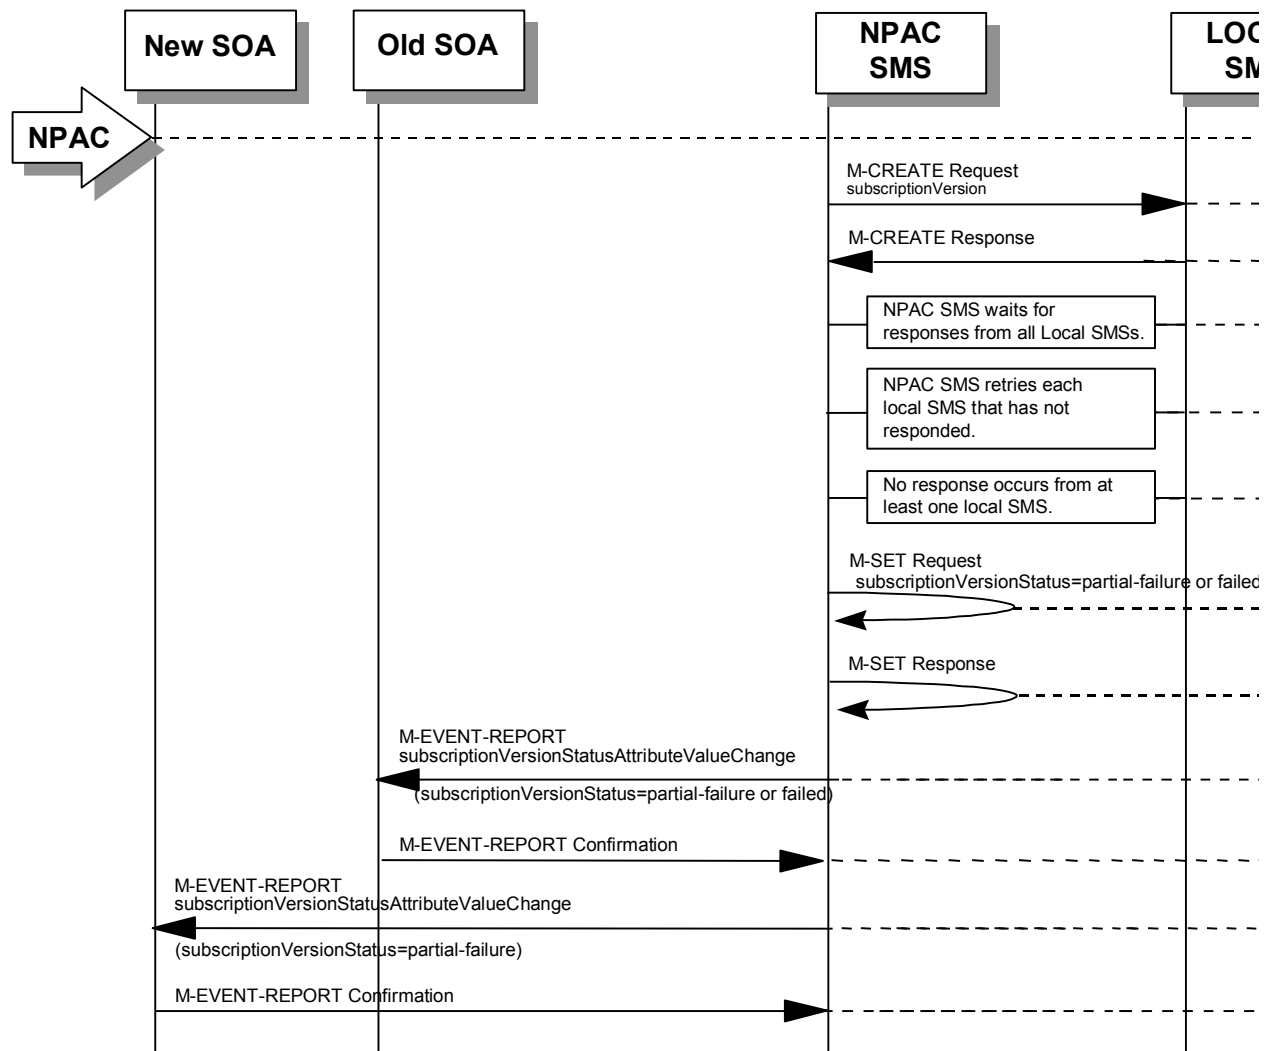 New SOA
Old SOA
NPAC
SMS
LOC
SM
NPAC
M-CREATE Request
subscriptionVersion
M-CREATE Response
NPAC SMS waits for
responses from all Local SMSs.
NPAC SMS retries each
local SMS that has not
responded.
No response occurs from at
least one local SMS.
M-SET Request
subscriptionVersionStatus=partial-failure or failed
M-SET Response
M-EVENT-REPORT
subscriptionVersionStatusAttributeValueChange
(subscriptionVersionStatus=partial-failure or failed)
M-EVENT-REPORT Confirmation
M-EVENT-REPORT
subscriptionVersionStatusAttributeValueChange
(subscriptionVersionStatus=partial-failure)
M-EVENT-REPORT Confirmation